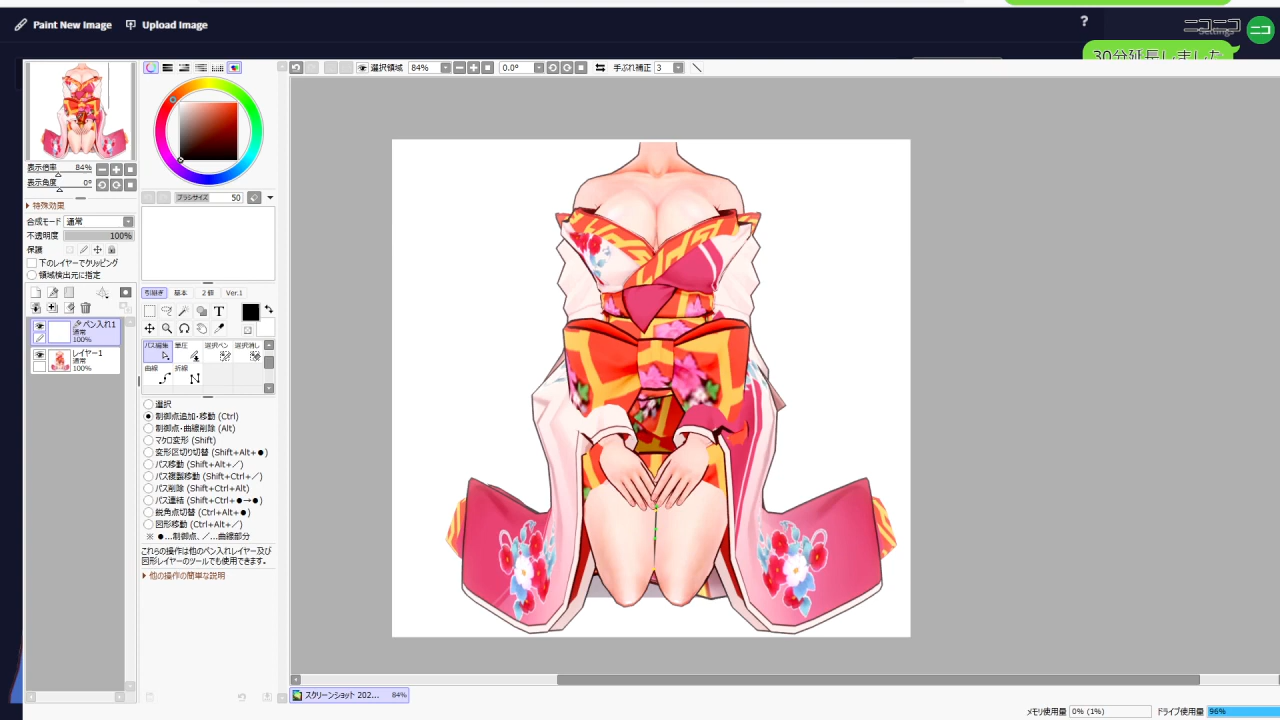 Paint New Image Upload Image ? Settings ニコニコ ニコ
30分延長しました
選択領域 84% 0.0° 手ぶれ補正 3
表示倍率 84%
表示角度 0°
特殊効果
合成モード 通常
不透明度 100%
保護
下のレイヤーでクリッピング
領域検出元に指定
ペン入れ1
通常
100%
レイヤー1
通常
100%
ブラシサイズ 50
引継ぎ 基本 2値 Ver.1
T
パス編集 筆圧 選択ペン 選択消し
曲線 折線
選択
制御点追加・移動 (Ctrl)
制御点・曲線削除 (Alt)
マクロ変形 (Shift)
変形区切り切替 (Shift+Alt+●)
パス移動 (Shift+Alt+／)
パス複製移動 (Shift+Ctrl+／)
パス削除 (Shift+Ctrl+Alt)
パス連結 (Shift+Ctrl+●→●)
鋭角点切替 (Ctrl+Alt+●)
図形移動 (Ctrl+Alt+／)
※ ●...制御点、／...曲線部分
これらの操作は他のペン入れレイヤー及び
図形レイヤーのツールでも使用できます。
他の操作の簡単な説明
スクリーンショット 202... 84%
メモリ使用量 0% (1%) ドライブ使用量 96%